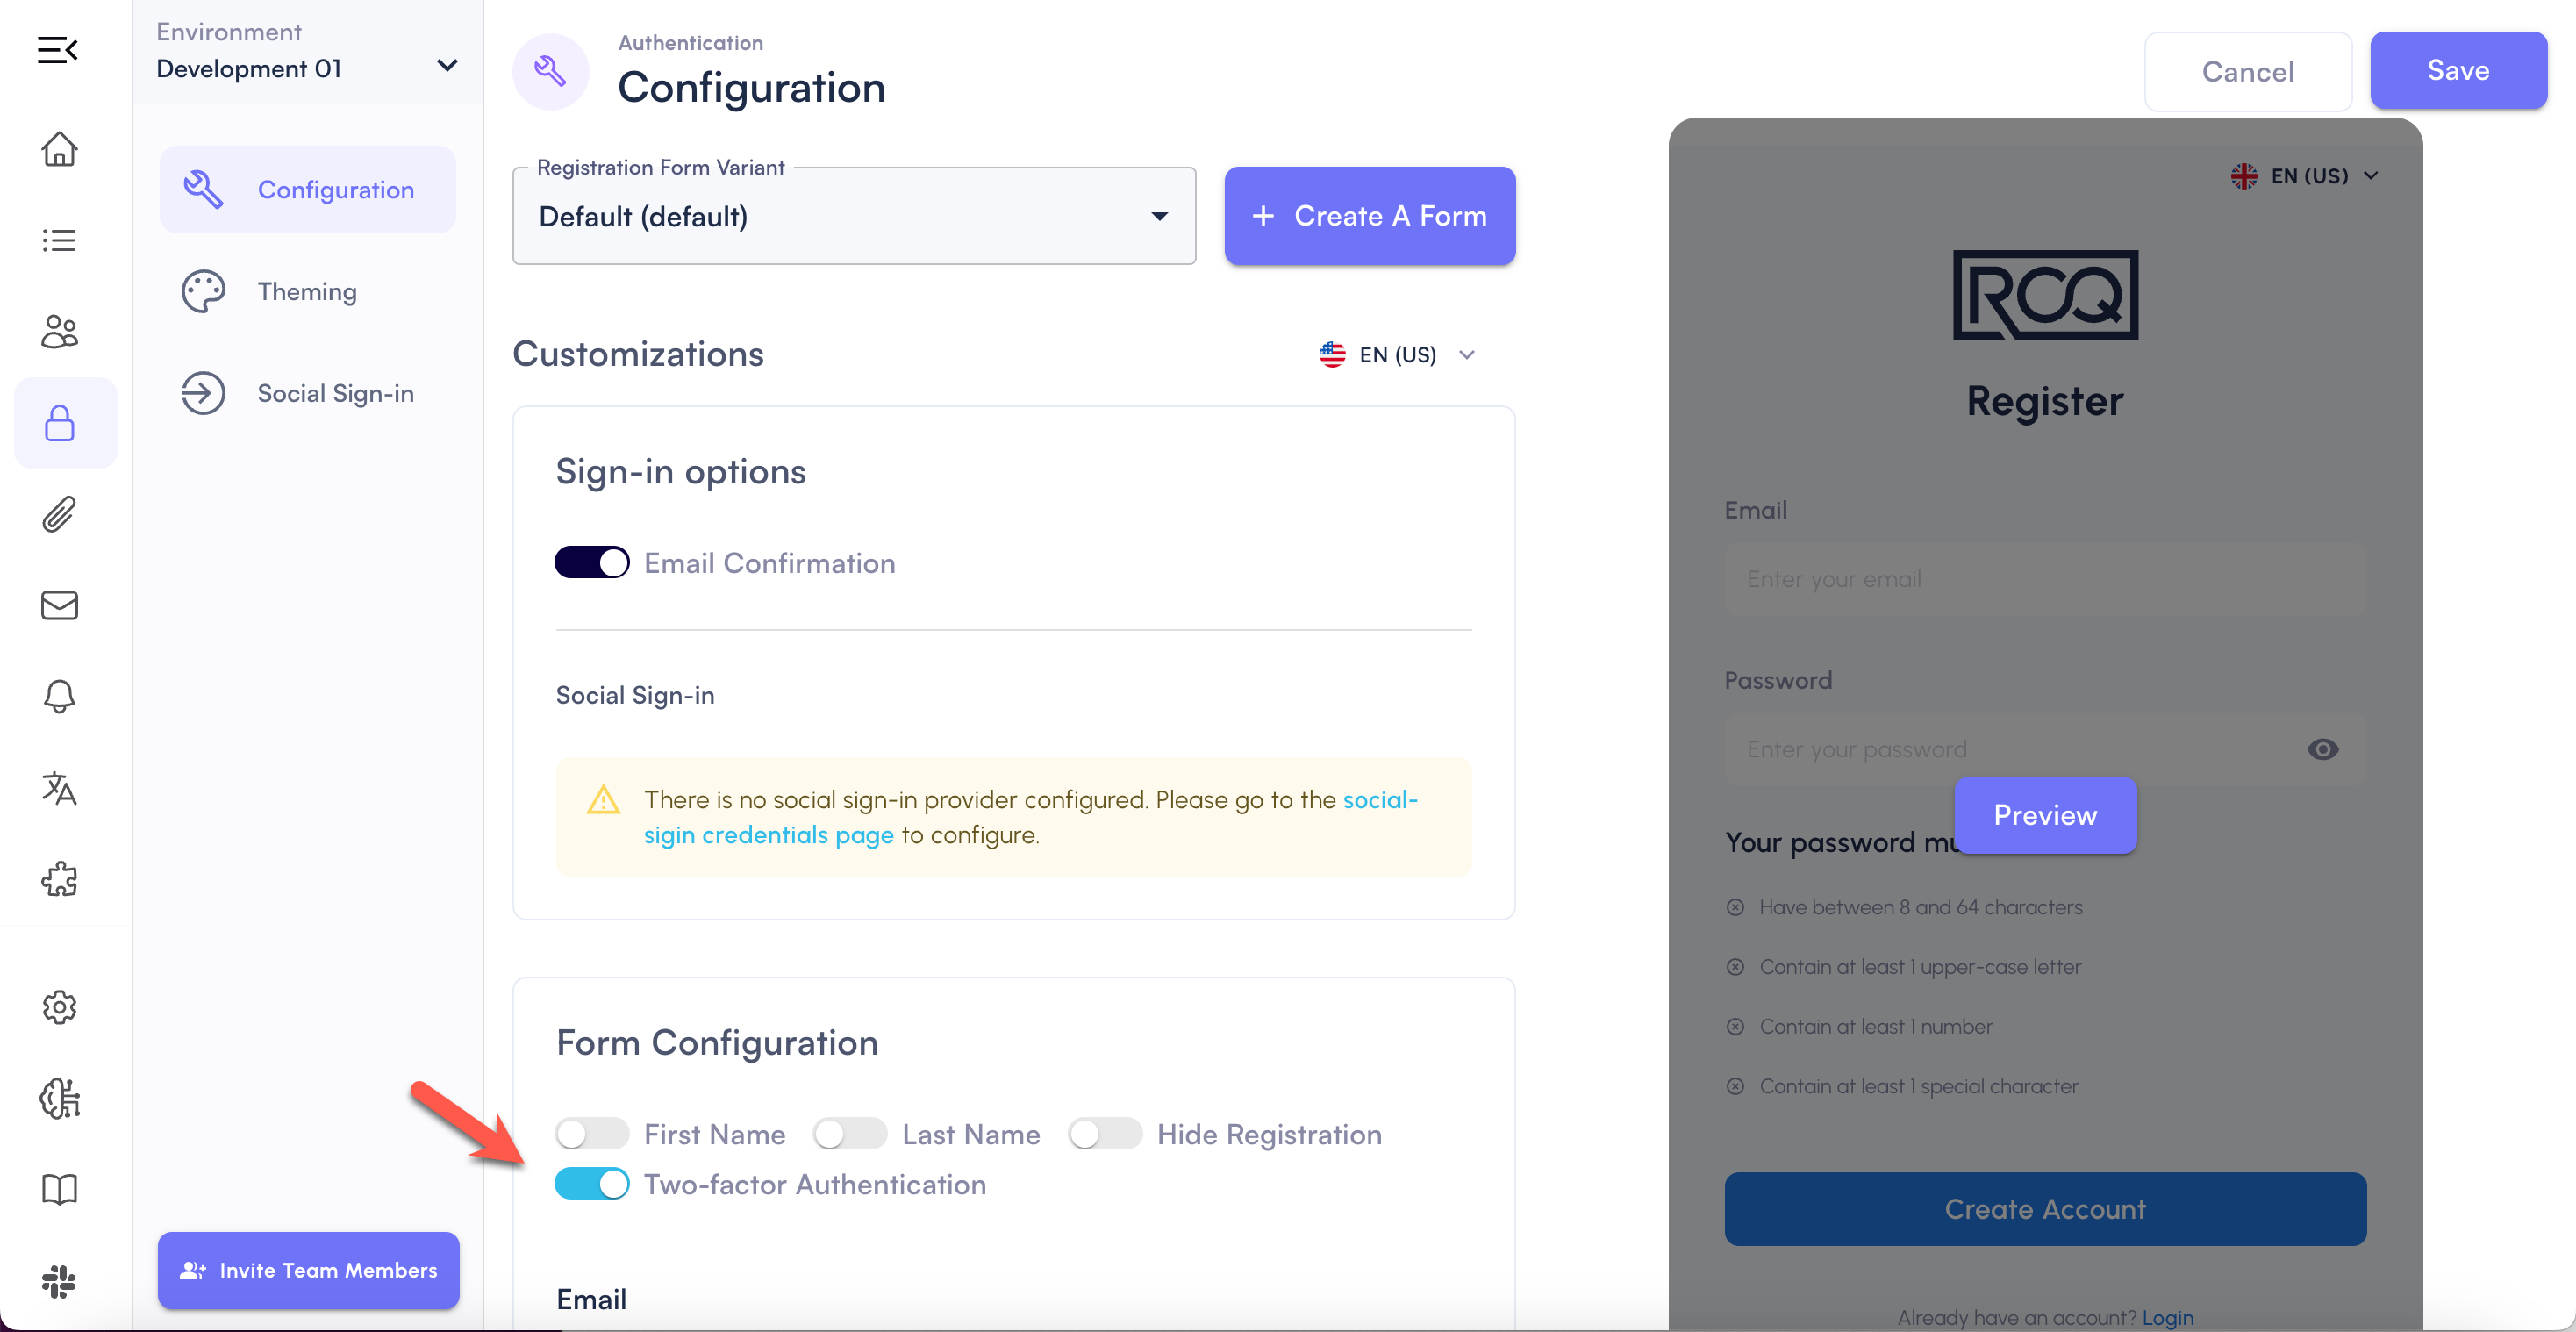 Environment
Development 01
Configuration
Theming
Social Sign-in
Invite Team Members
Authentication
Configuration
Cancel
Save
Registration Form Variant
Default (default)
+ Create A Form
Customizations
EN (US)
Sign-in options
Email Confirmation
Social Sign-in
There is no social sign-in provider configured. Please go to the social-
sigin credentials page to configure.
Form Configuration
First Name
Last Name
Hide Registration
Two-factor Authentication
Email
EN (US)
ROQ
Register
Email
Enter your email
Password
Enter your password
Preview
Your password mu
Have between 8 and 64 characters
Contain at least 1 upper-case letter
Contain at least 1 number
Contain at least 1 special character
Create Account
Already have an account? Login